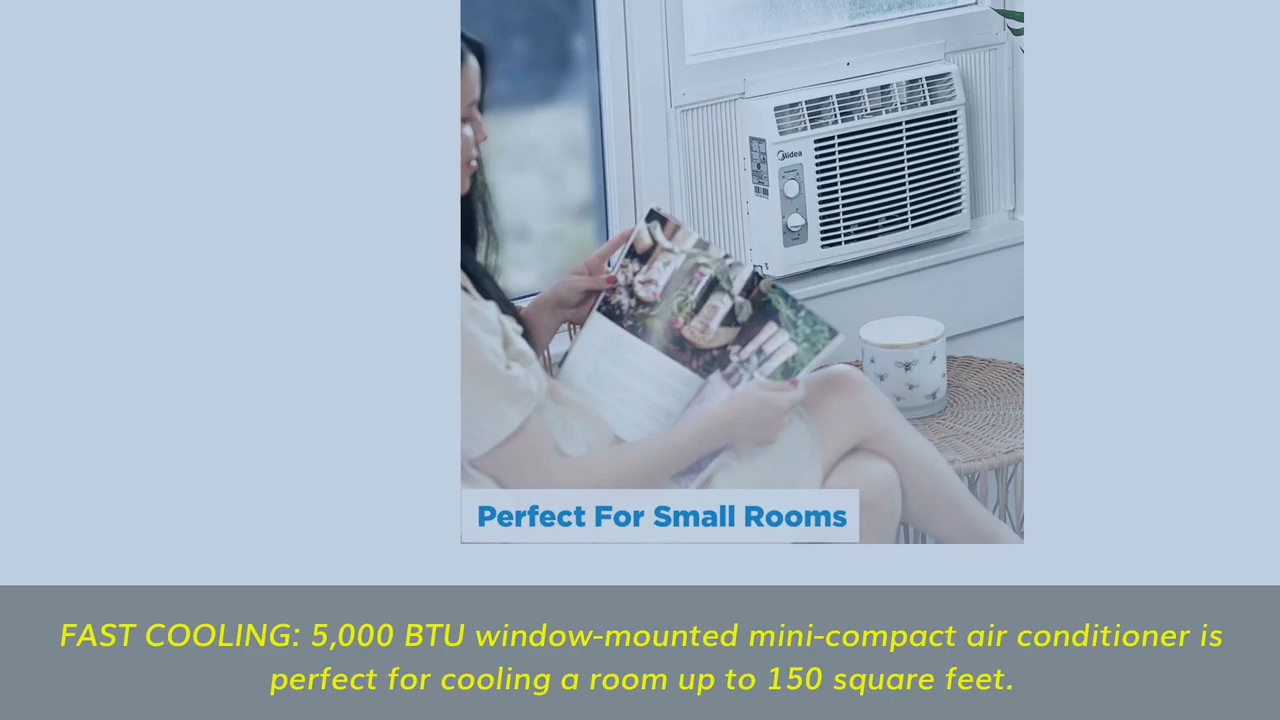 Midea
Perfect For Small Rooms
FAST COOLING: 5,000 BTU window-mounted mini-compact air conditioner is
perfect for cooling a room up to 150 square feet.